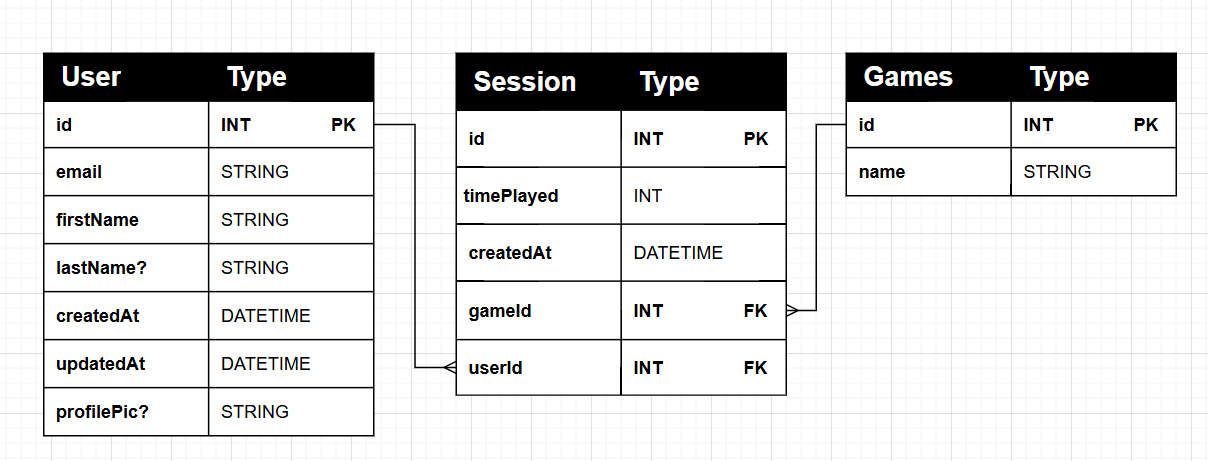 User Type
id INT PK
email STRING
firstName STRING
lastName? STRING
createdAt DATETIME
updatedAt DATETIME
profilePic? STRING
Session Type
id INT PK
timePlayed INT
createdAt DATETIME
gameId INT FK
userId INT FK
Games Type
id INT PK
name STRING